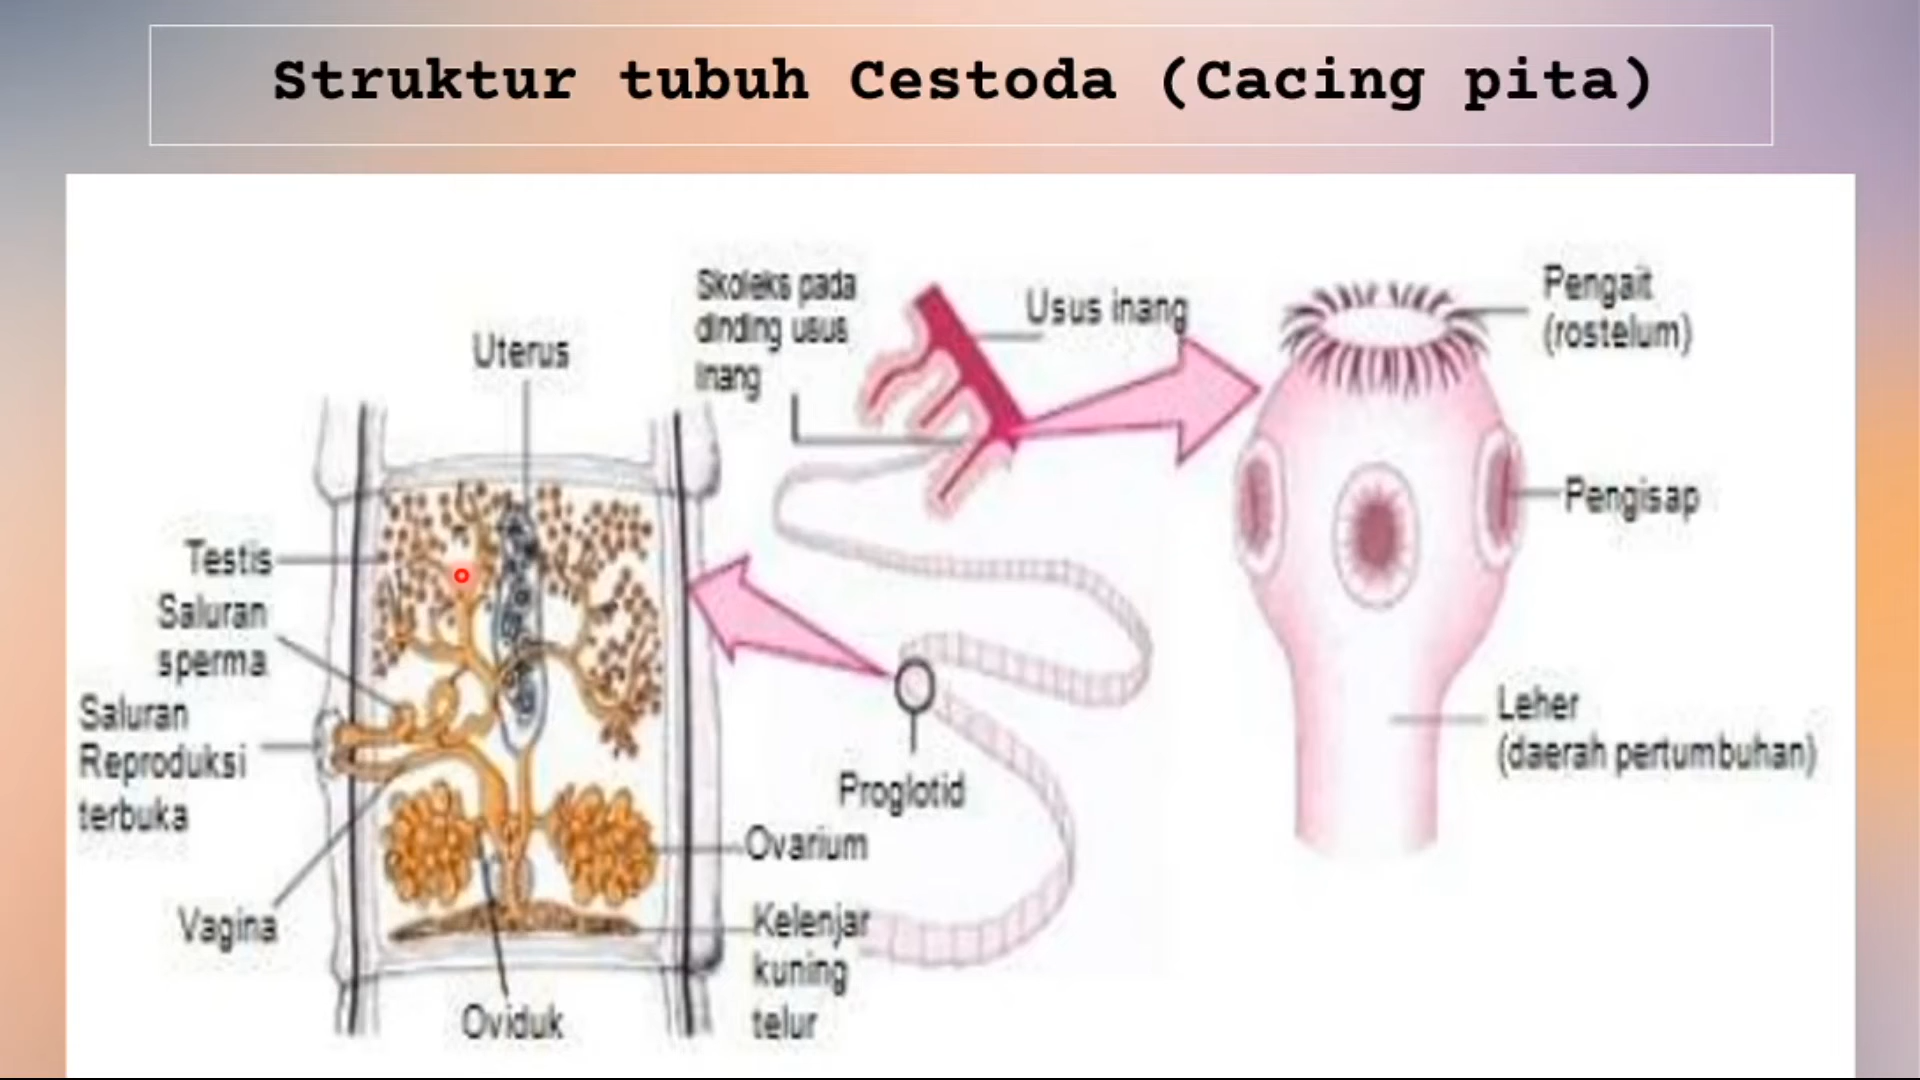 Struktur tubuh Cestoda (Cacing pita)
Skoleks pada
dinding usus
inang
Usus inang
Pengait
(rostelum)
Uterus
Pengisap
Testis
Saluran
sperma
Saluran
Reproduksi
terbuka
Leher
(daerah pertumbuhan)
Proglotid
Ovarium
Vagina
Kelenjar
kuning
telur
Oviduk